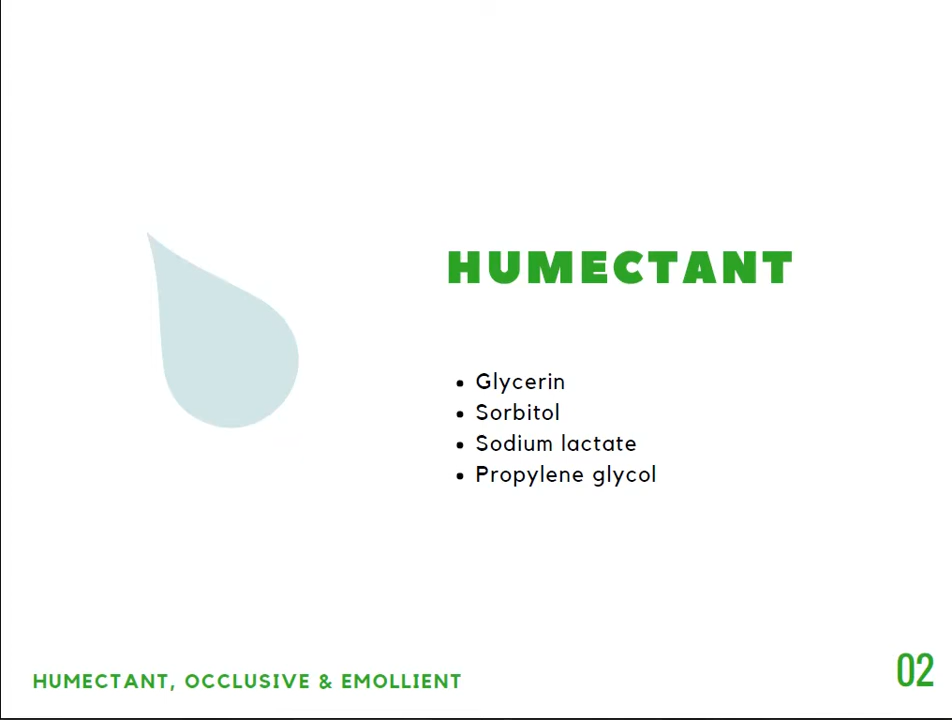 HUMECTANT
• Glycerin
• Sorbitol
• Sodium lactate
• Propylene glycol
HUMECTANT, OCCLUSIVE & EMOLLIENT
02